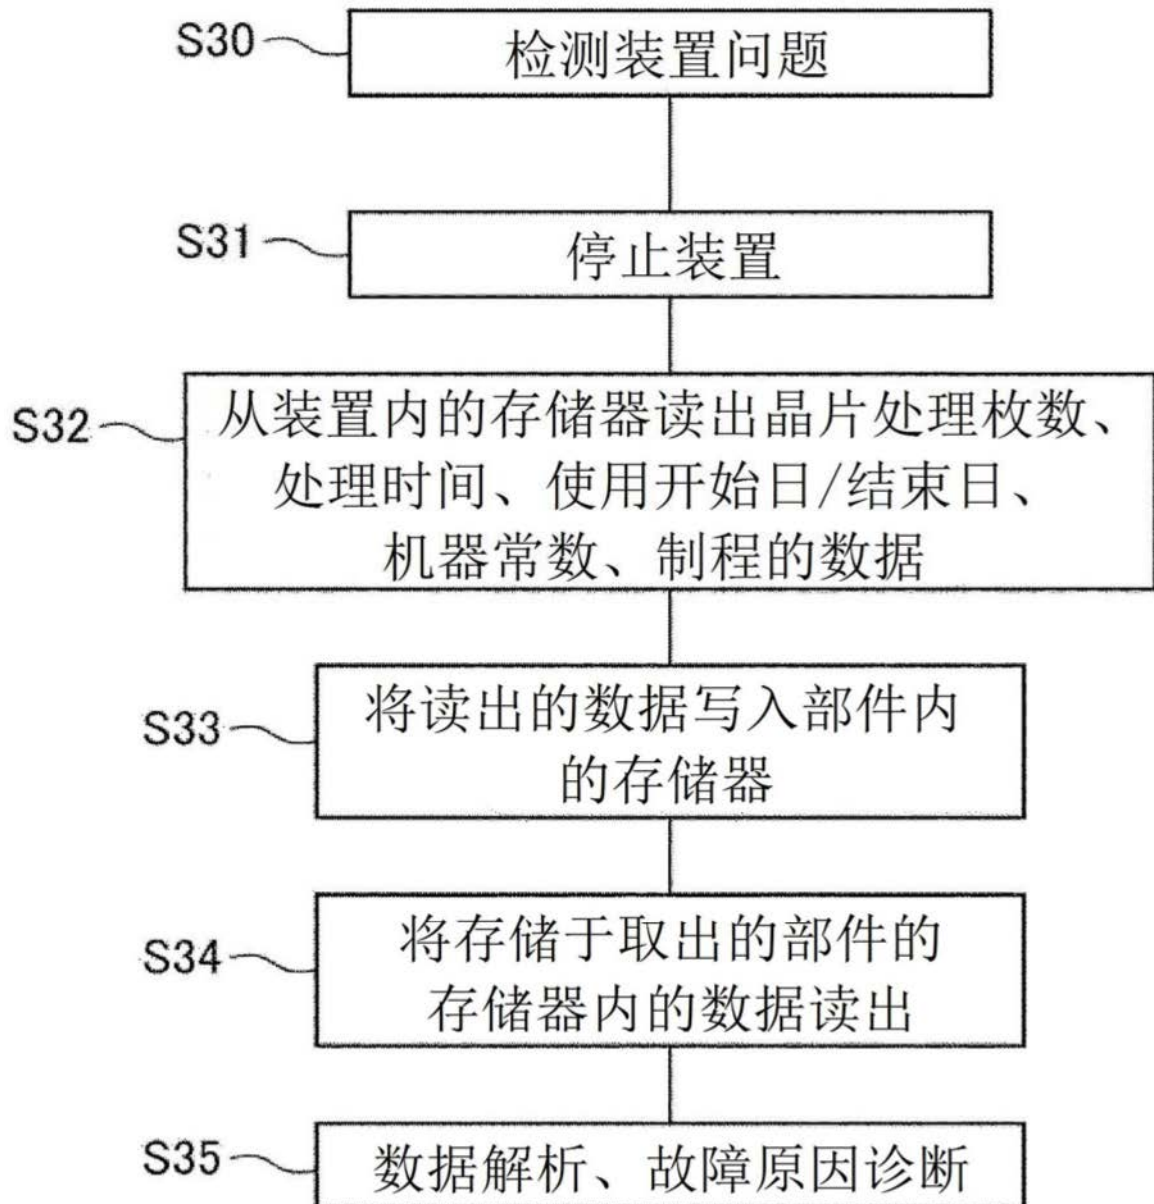 S30
检测装置问题
S31
停止装置
S32
从装置内的存储器读出晶片处理枚数、
处理时间、使用开始日/结束日、
机器常数、制程的数据
S33
将读出的数据写入部件内
的存储器
S34
将存储于取出的部件的
存储器内的数据读出
S35
数据解析、故障原因诊断